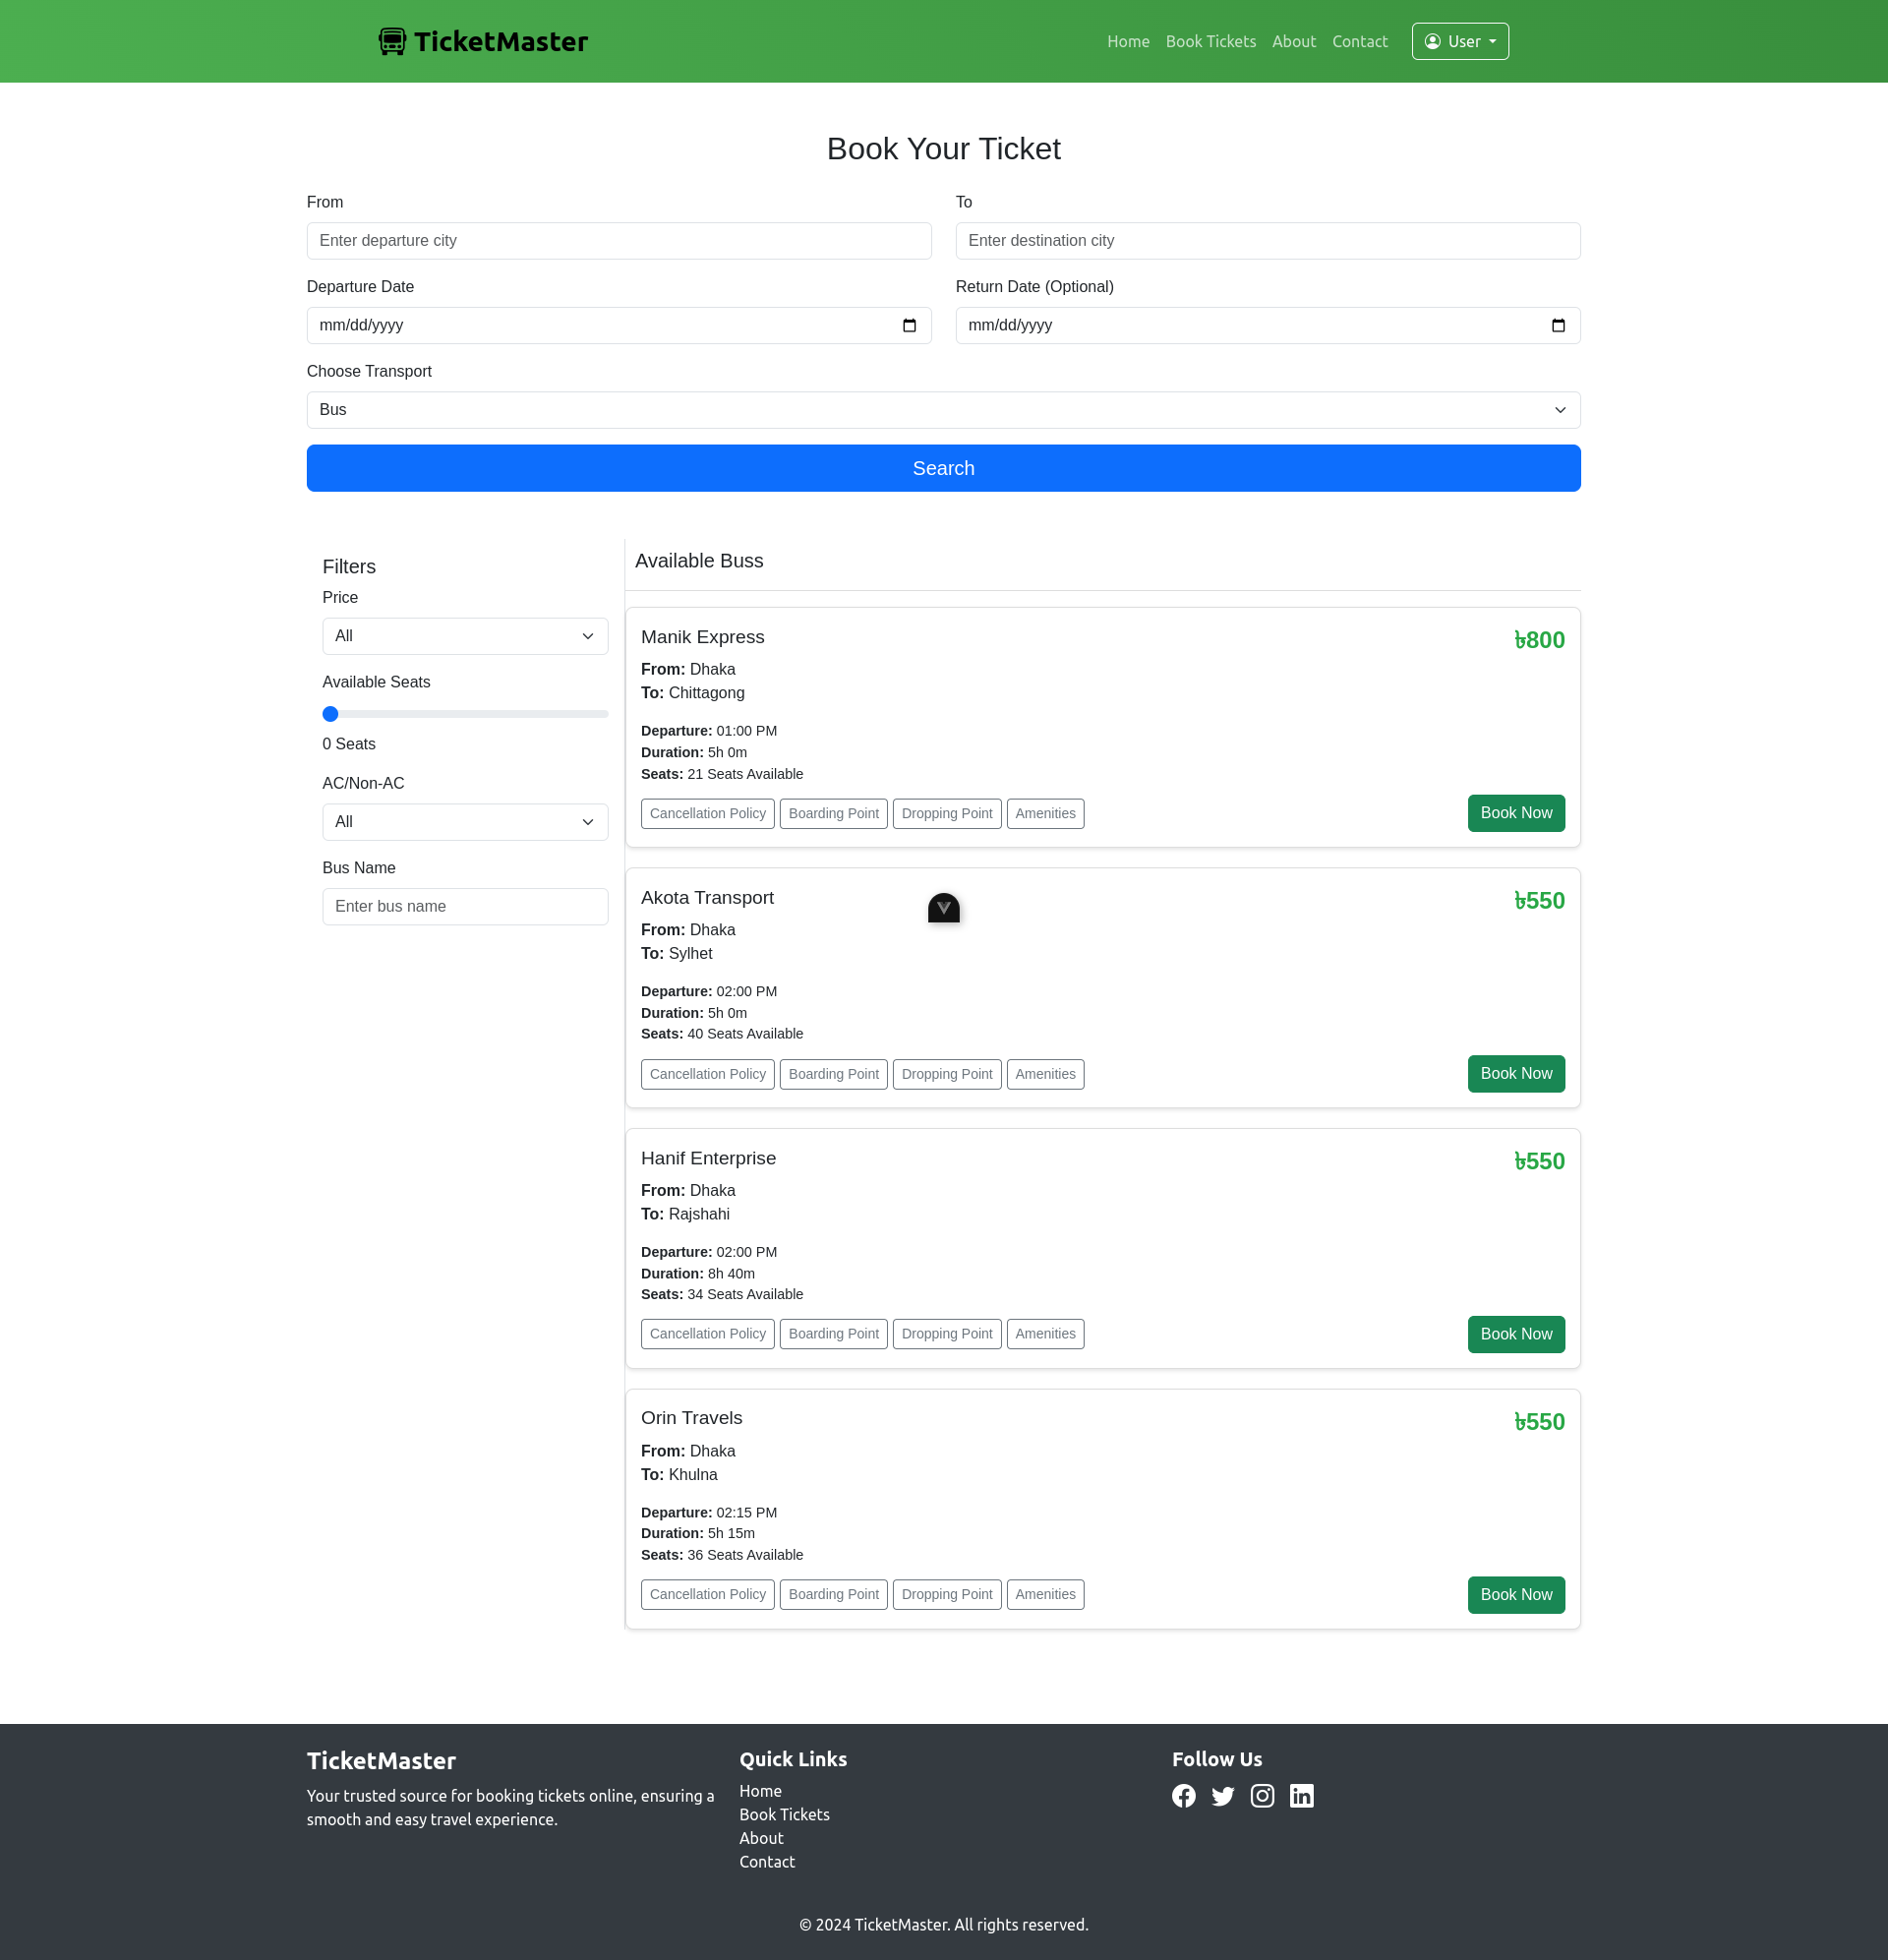 TicketMaster
Home Book Tickets About Contact User
Book Your Ticket
From To
Enter departure city Enter destination city
Departure Date Return Date (Optional)
mm/dd/yyyy mm/dd/yyyy
Choose Transport
Bus
Search
Filters
Price
All
Available Seats
0 Seats
AC/Non-AC
All
Bus Name
Enter bus name
Available Buss
Manik Express ৳800
From: Dhaka
To: Chittagong
Departure: 01:00 PM
Duration: 5h 0m
Seats: 21 Seats Available
Cancellation Policy Boarding Point Dropping Point Amenities Book Now
Akota Transport ৳550
From: Dhaka
To: Sylhet
Departure: 02:00 PM
Duration: 5h 0m
Seats: 40 Seats Available
Cancellation Policy Boarding Point Dropping Point Amenities Book Now
Hanif Enterprise ৳550
From: Dhaka
To: Rajshahi
Departure: 02:00 PM
Duration: 8h 40m
Seats: 34 Seats Available
Cancellation Policy Boarding Point Dropping Point Amenities Book Now
Orin Travels ৳550
From: Dhaka
To: Khulna
Departure: 02:15 PM
Duration: 5h 15m
Seats: 36 Seats Available
Cancellation Policy Boarding Point Dropping Point Amenities Book Now
TicketMaster
Your trusted source for booking tickets online, ensuring a
smooth and easy travel experience.
Quick Links
Home
Book Tickets
About
Contact
Follow Us
© 2024 TicketMaster. All rights reserved.